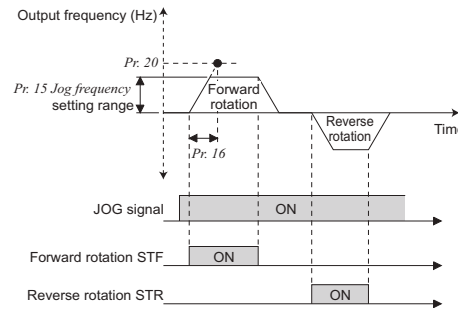 Output frequency (Hz)
Pr. 20
Pr. 15 Jog frequency
setting range
Forward
rotation
Reverse
rotation
Time
Pr. 16
JOG signal
ON
Forward rotation STF
ON
Reverse rotation STR
ON